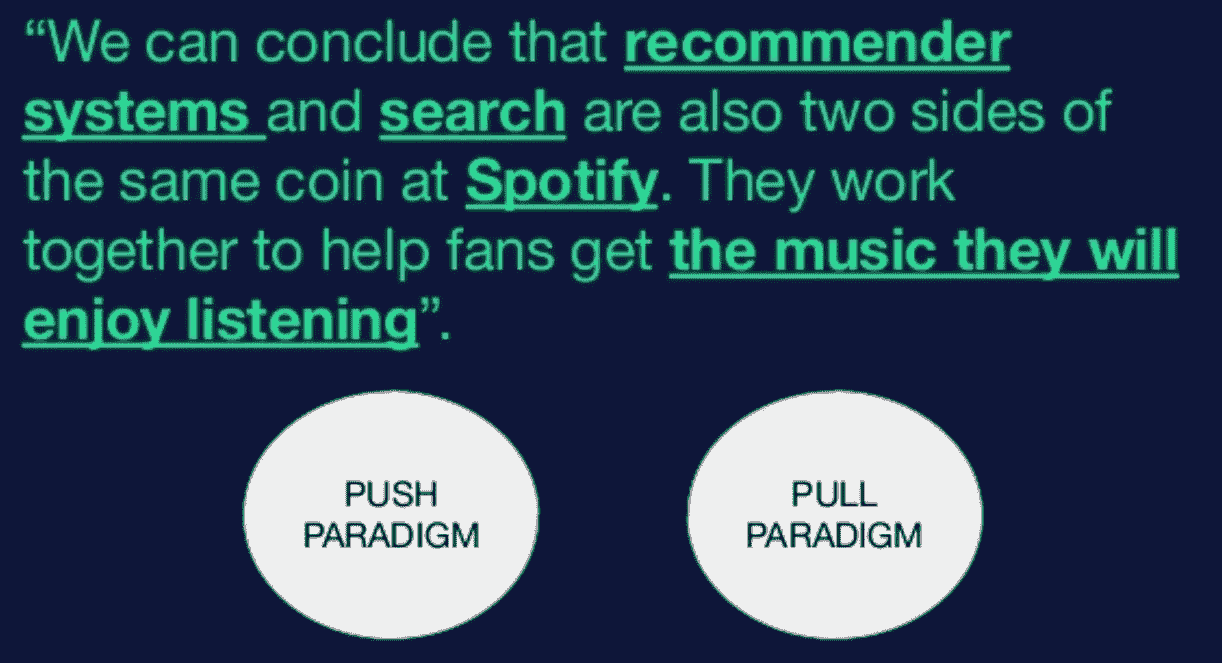 “We can conclude that recommender
systems and search are also two sides of
the same coin at Spotify. They work
together to help fans get the music they will
enjoy listening”.
PUSH
PARADIGM
PULL
PARADIGM